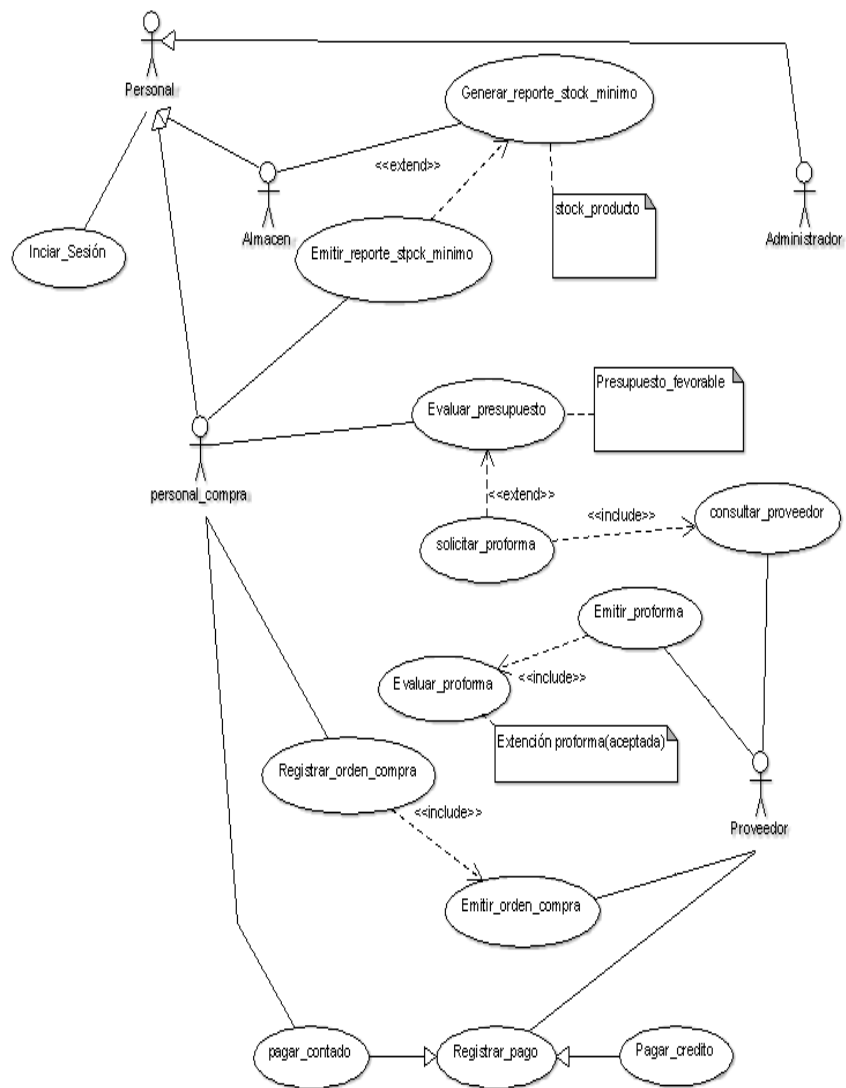 Personal
Generar_reporte_stock_minimo
<<extend>>
stock_producto
Inciar_Sesión
Almacen
Emitir_reporte_stpck_minimo
Administrador
Presupuesto_fevorable
Evaluar_presupuesto
personal_compra
<<extend>>
<<include>>
consultar_proveedor
solicitar_proforma
Emitir_proforma
Evaluar_proforma
<<include>>
Extención proforma(aceptada)
Registrar_orden_compra
<<include>>
Proveedor
Emitir_orden_compra
pagar_contado
Registrar_pago
Pagar_credito